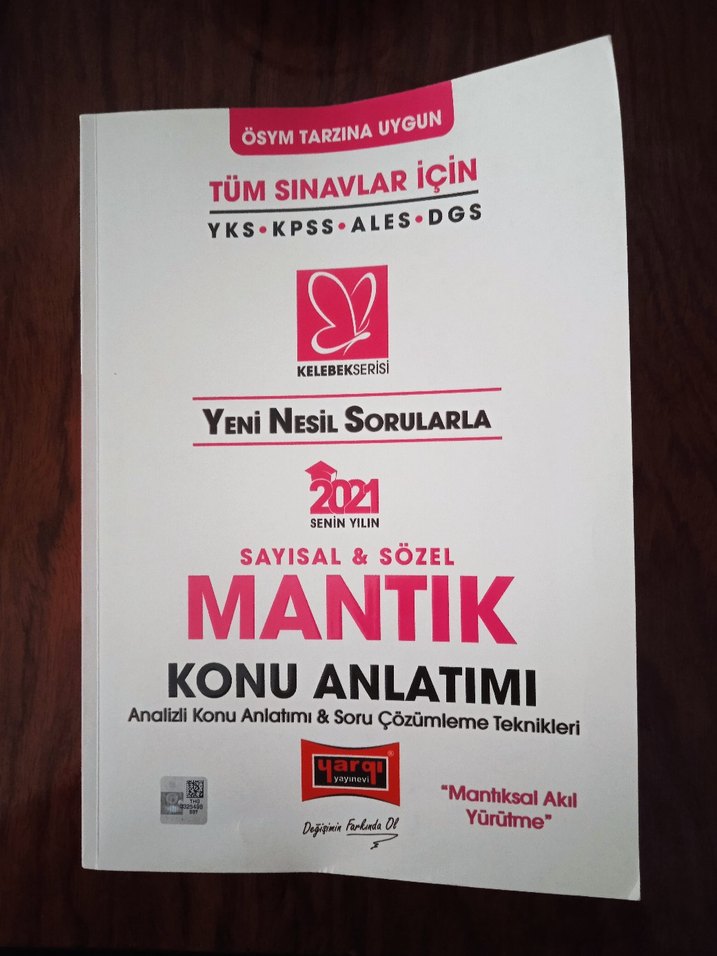 ÖSYM TARZINA UYGUN
TÜM SINAVLAR İÇİN
YKS•KPSS•ALES•DGS
KELEBEKSERİSİ
YENİ NESİL SORULARLA
2021
SENİN YILIN
SAYISAL & SÖZEL
MANTIK
KONU ANLATIMI
Analizli Konu Anlatımı & Soru Çözümleme Teknikleri
yargı®
yayınevi
Değişimin Farkında Ol
"Mantıksal Akıl
Yürütme"